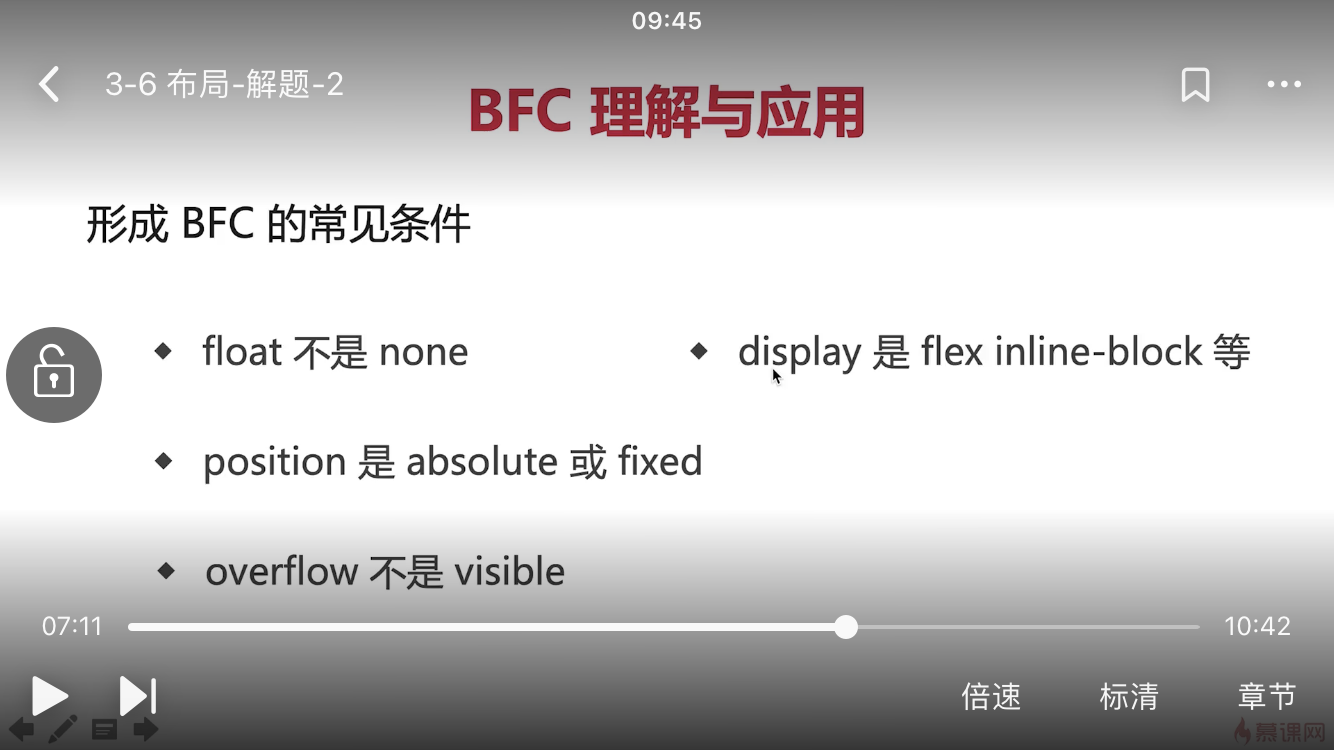 09:45
3-6 布局-解题-2
BFC 理解与应用
形成 BFC 的常见条件
◆ float 不是 none
◆ display 是 flex inline-block 等
◆ position 是 absolute 或 fixed
◆ overflow 不是 visible
07:11
10:42
倍速
标清
章节
慕课网